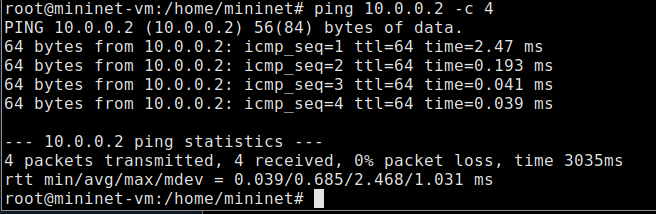 root@mininet-vm:/home/mininet# ping 10.0.0.2 -c 4
PING 10.0.0.2 (10.0.0.2) 56(84) bytes of data.
64 bytes from 10.0.0.2: icmp_seq=1 ttl=64 time=2.47 ms
64 bytes from 10.0.0.2: icmp_seq=2 ttl=64 time=0.193 ms
64 bytes from 10.0.0.2: icmp_seq=3 ttl=64 time=0.041 ms
64 bytes from 10.0.0.2: icmp_seq=4 ttl=64 time=0.039 ms

--- 10.0.0.2 ping statistics ---
4 packets transmitted, 4 received, 0% packet loss, time 3035ms
rtt min/avg/max/mdev = 0.039/0.685/2.468/1.031 ms
root@mininet-vm:/home/mininet#